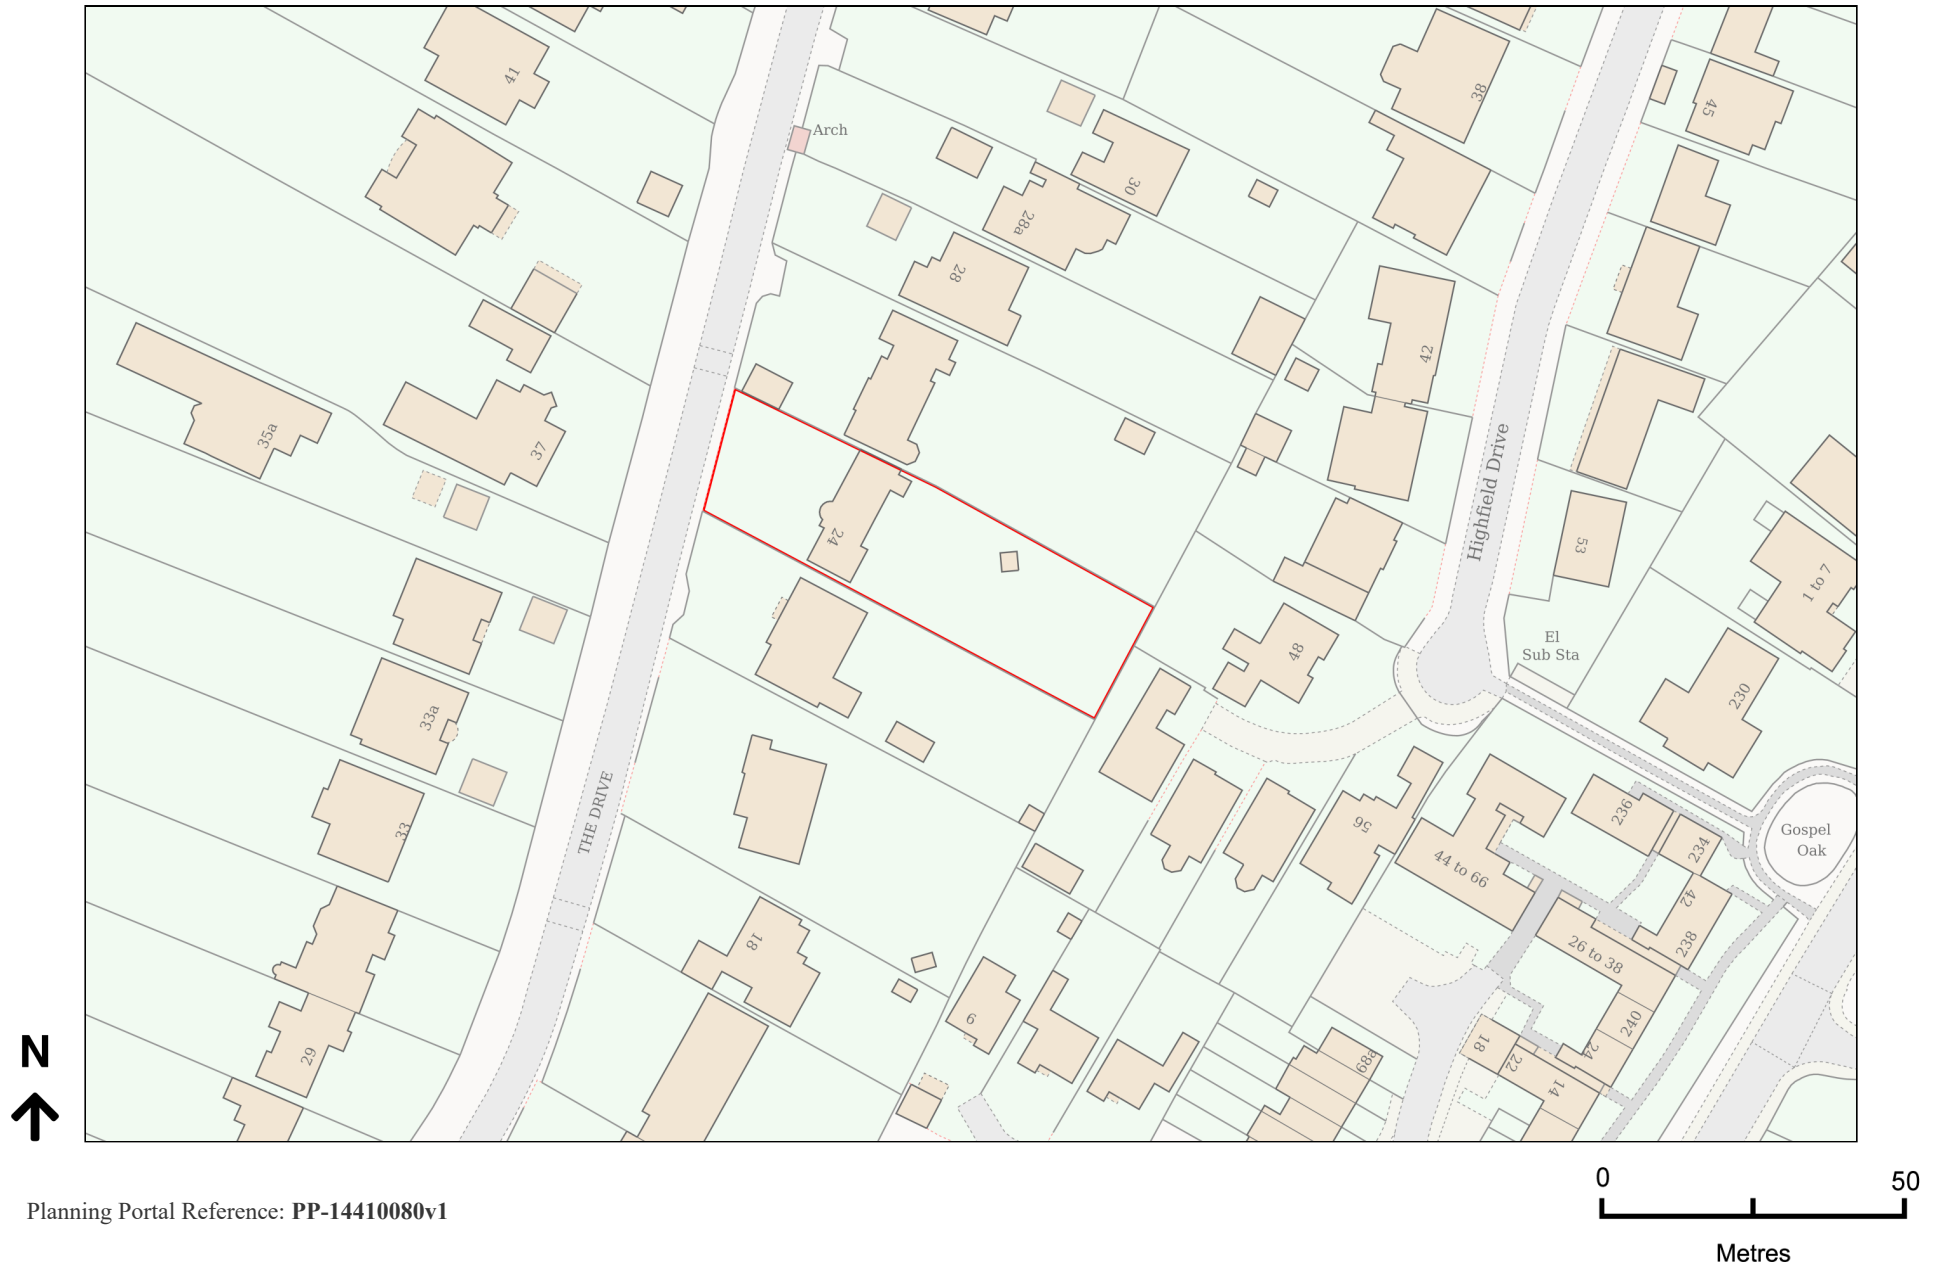 41
38
45
Arch
30
28a
28
42
35a
37
24
Highfield Drive
53
1 to 7
El
Sub Sta
48
230
33a
THE DRIVE
33
56
236
234
Gospel
Oak
44 to 66
42
238
18
26 to 38
6
240
29
68a
18
22
24
14
N
0
50
Metres
Planning Portal Reference: PP-14410080v1